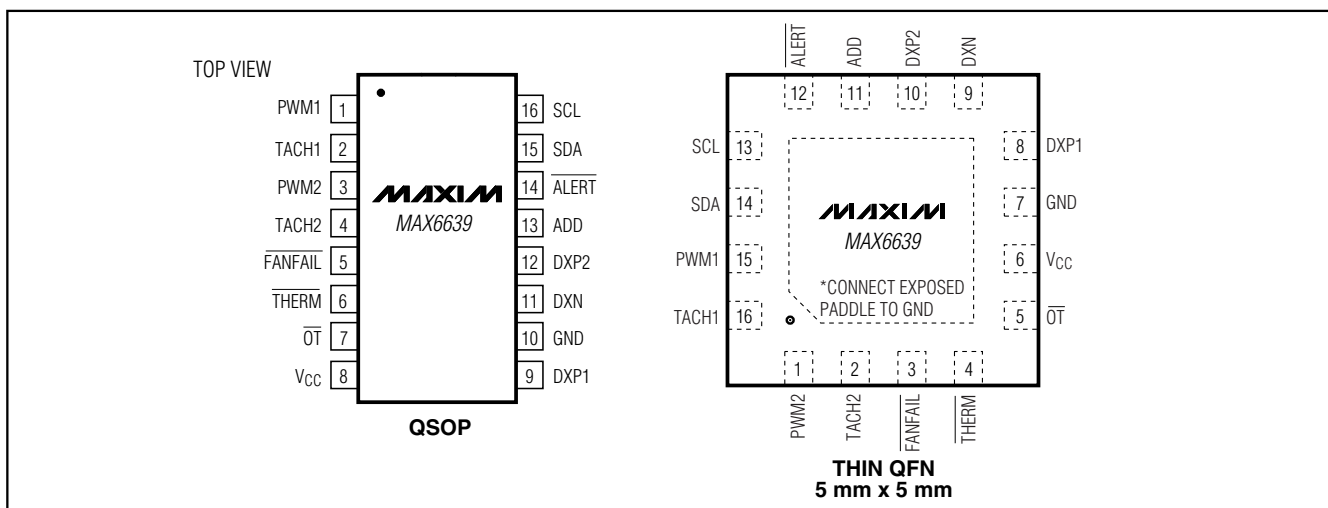 TOP VIEW
PWM1 1
TACH1 2
PWM2 3
TACH2 4
FANFAIL 5
THERM 6
OT 7
VCC 8
16 SCL
15 SDA
14 ALERT
13 ADD
12 DXP2
11 DXN
10 GND
9 DXP1
MAXIM
MAX6639
QSOP
ALERT ADD DXP2 DXN
12 11 10 9
SCL 13
SDA 14
PWM1 15
TACH1 16
8 DXP1
7 GND
6 VCC
5 OT
MAXIM
MAX6639
*CONNECT EXPOSED
PADDLE TO GND
1 2 3 4
PWM2 TACH2 FANFAIL THERM
THIN QFN
5 mm x 5 mm